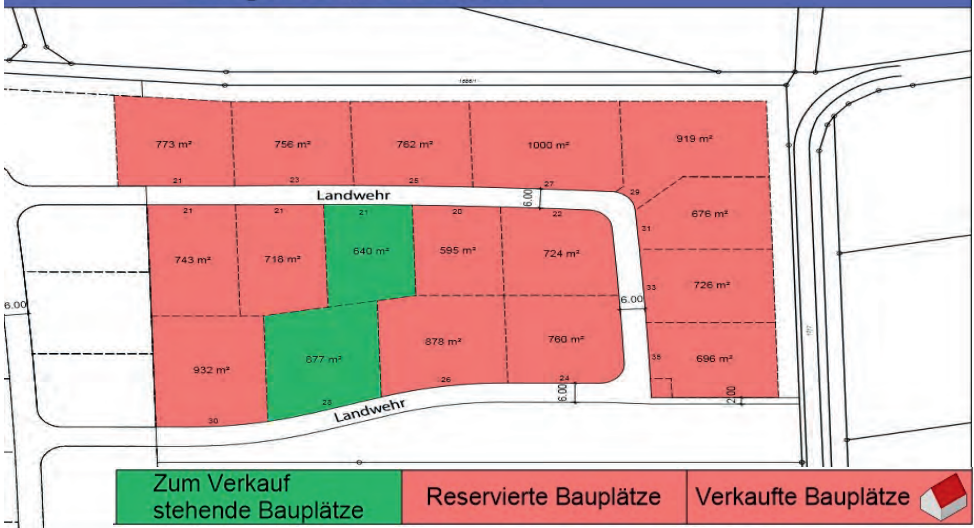 773 m²
756 m²
762 m²
1000 m²
919 m²
21
23
25
27
29
Landwehr
6.00
21
21
21
20
22
31
676 m²
743 m²
718 m²
640 m²
595 m²
724 m²
33
726 m²
6.00
6.00
932 m²
877 m²
878 m²
760 m²
35
696 m²
30
28
26
24
Landwehr
6.00
2.00
Zum Verkauf
stehende Bauplätze
Reservierte Bauplätze
Verkaufte Bauplätze